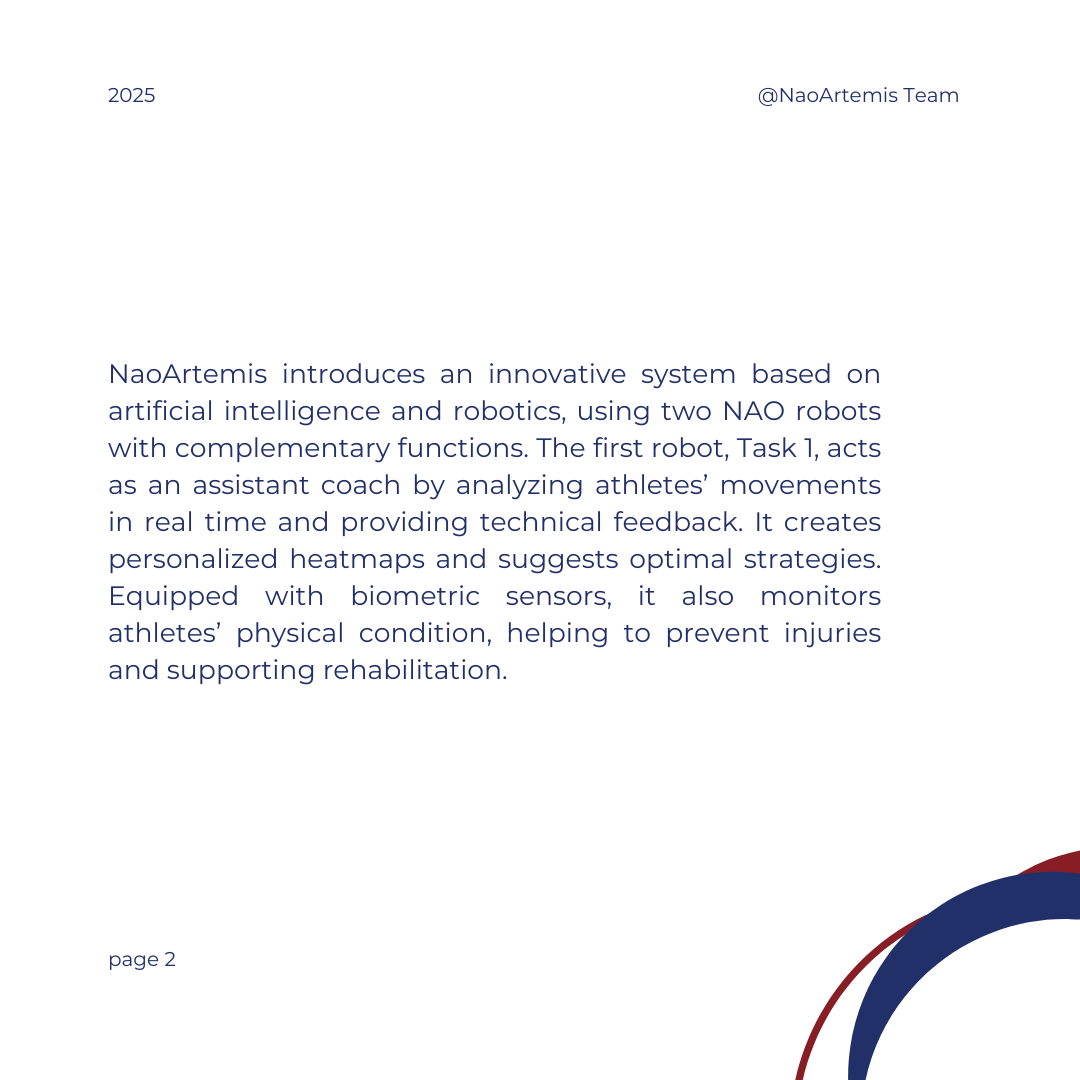 2025
@NaoArtemis Team
NaoArtemis introduces an innovative system based on
artificial intelligence and robotics, using two NAO robots
with complementary functions. The first robot, Task 1, acts
as an assistant coach by analyzing athletes’ movements
in real time and providing technical feedback. It creates
personalized heatmaps and suggests optimal strategies.
Equipped with biometric sensors, it also monitors
athletes’ physical condition, helping to prevent injuries
and supporting rehabilitation.
page 2